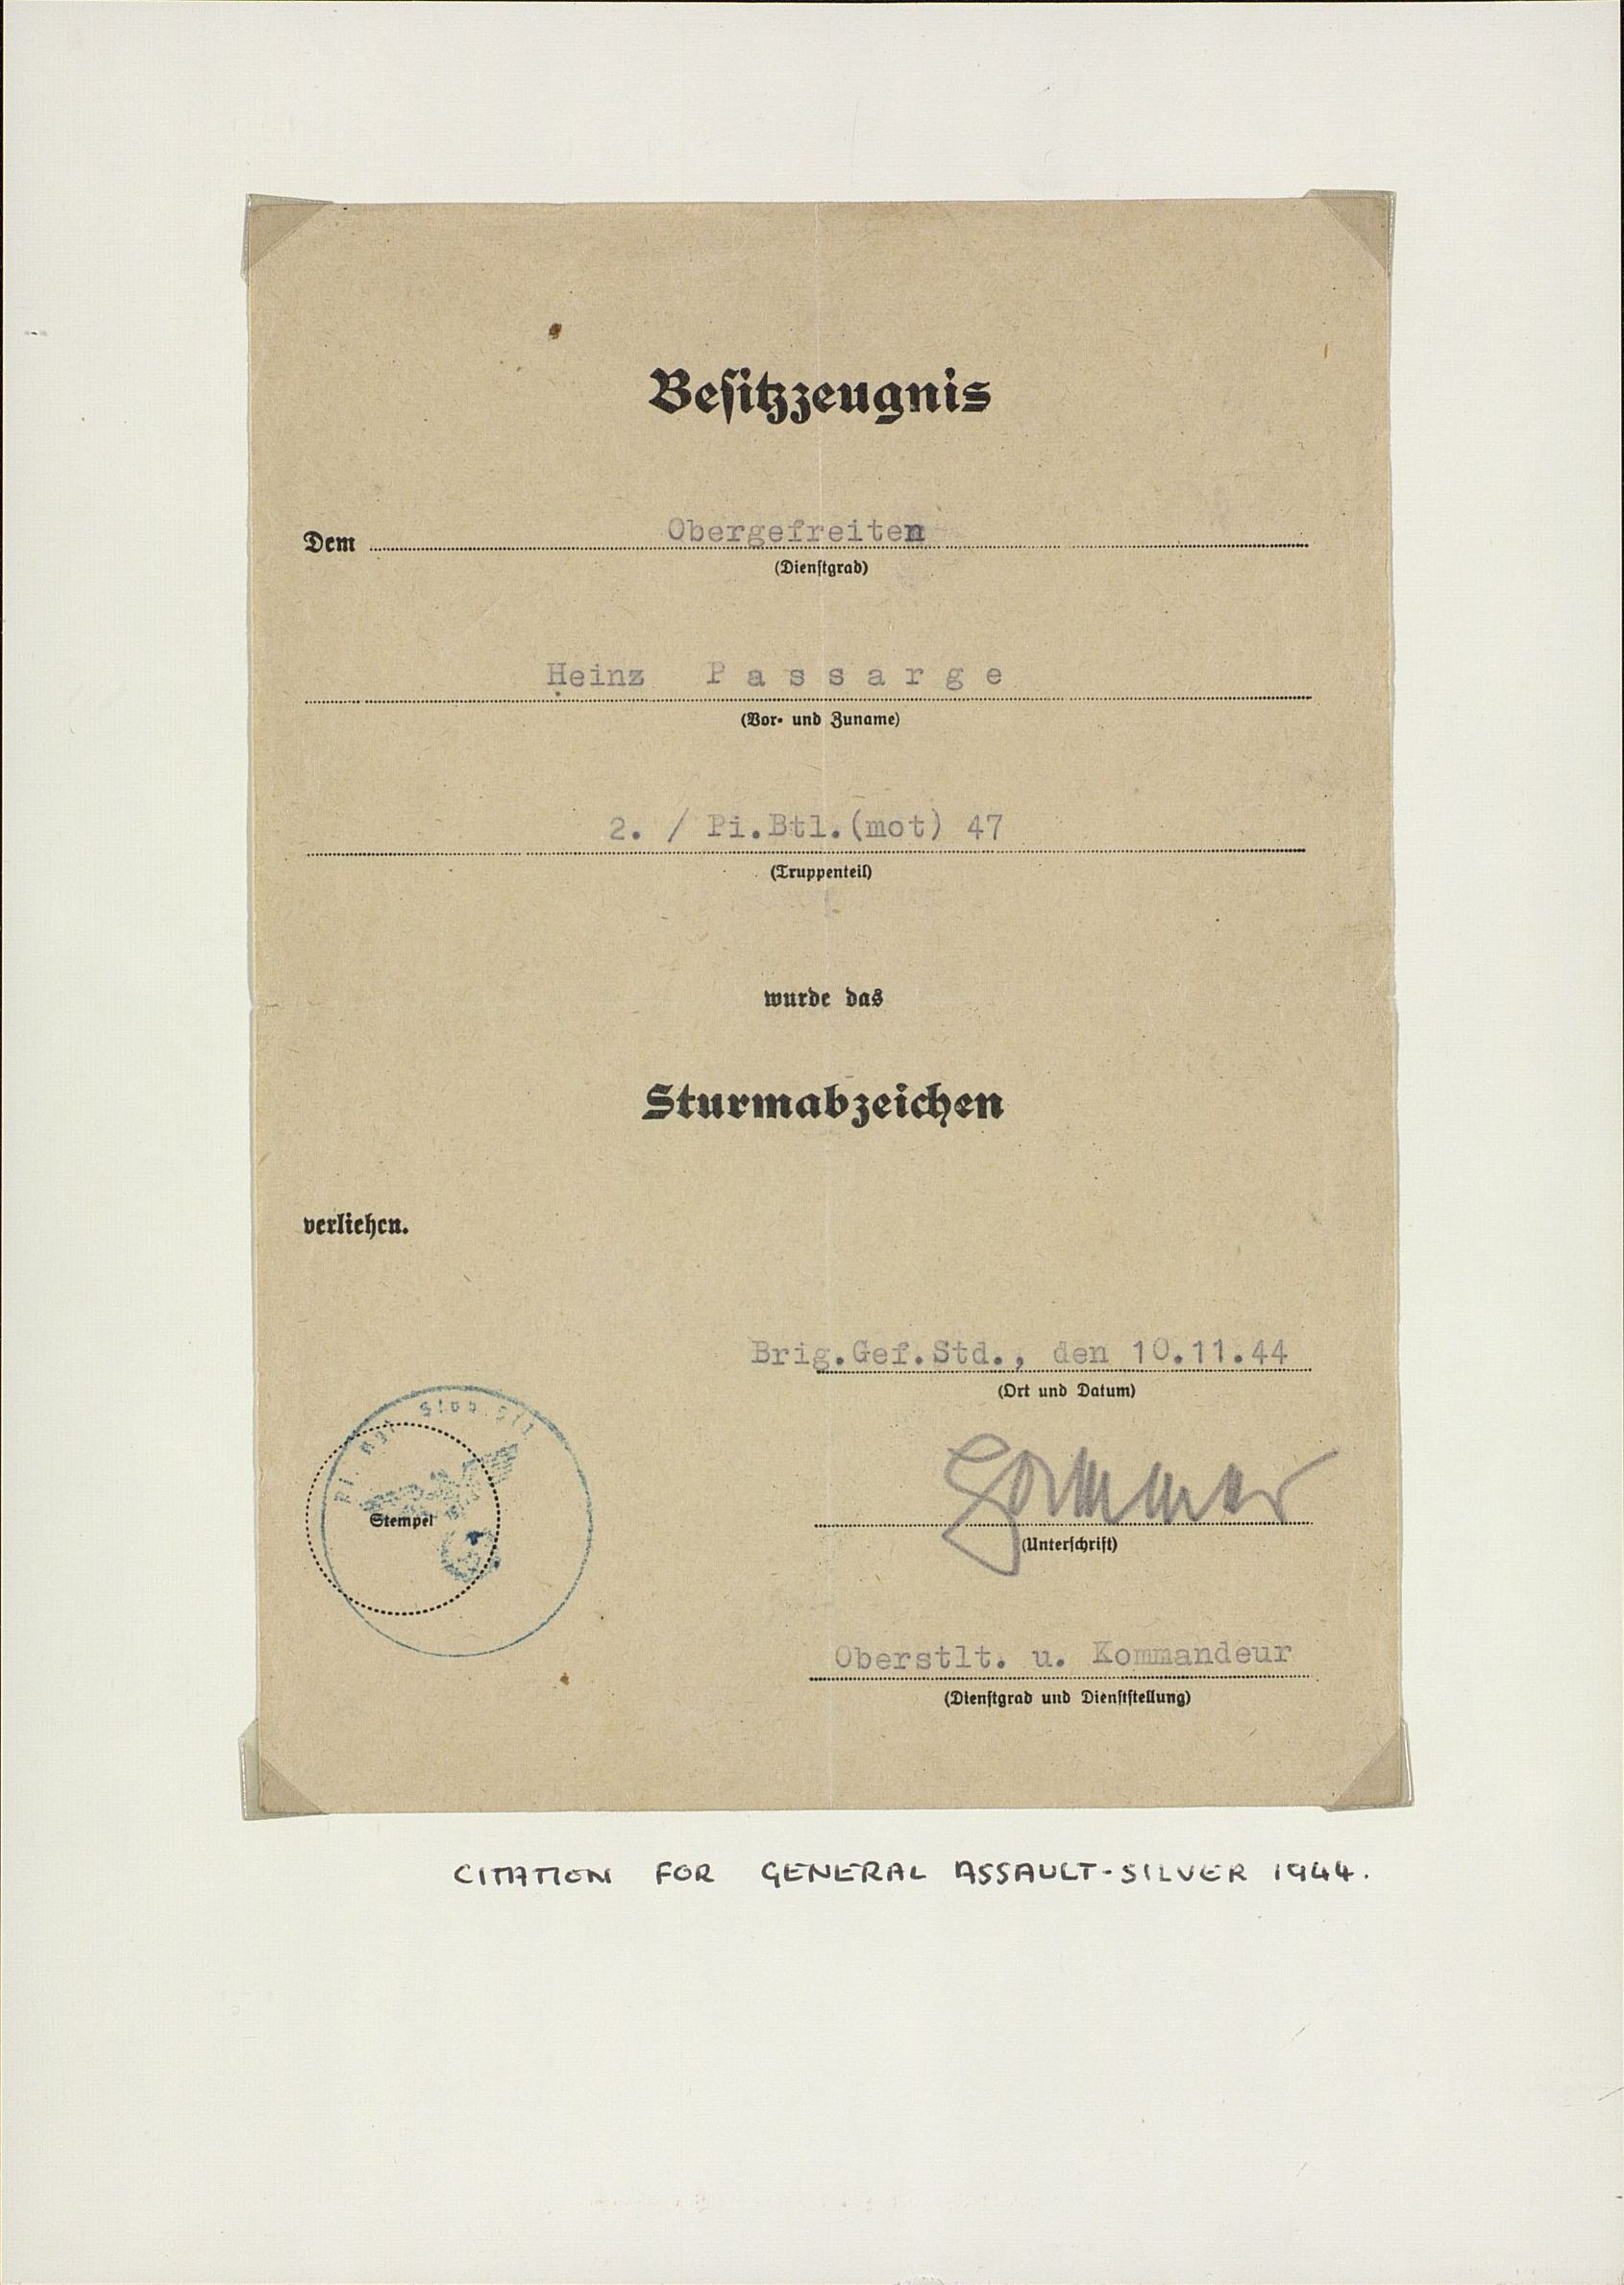 Besitzzeugnis
Dem Obergefreiten
(Dienstgrad)
Heinz Passarge
(Vor- und Zuname)
2. / Pi.Btl.(mot) 47
(Truppenteil)
wurde das
Sturmabzeichen
verliehen.
Brig.Gef.Std., den 10.11.44
(Ort und Datum)
Stempel
(Unterschrift)
Oberstlt. u. Kommandeur
(Dienstgrad und Dienststellung)
CITATION FOR GENERAL ASSAULT-SILVER 1944.